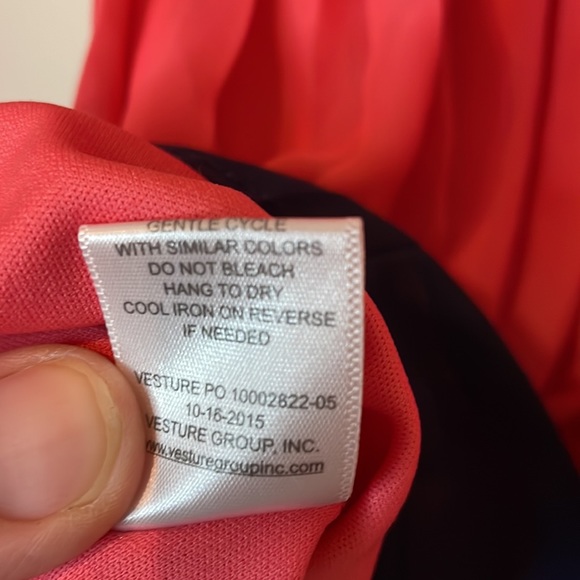 GENTLE CYCLE
WITH SIMILAR COLORS
DO NOT BLEACH
HANG TO DRY
COOL IRON ON REVERSE
IF NEEDED
VESTURE PO 10002822-05
10-16-2015
VESTURE GROUP, INC.
www.vesturegroupinc.com